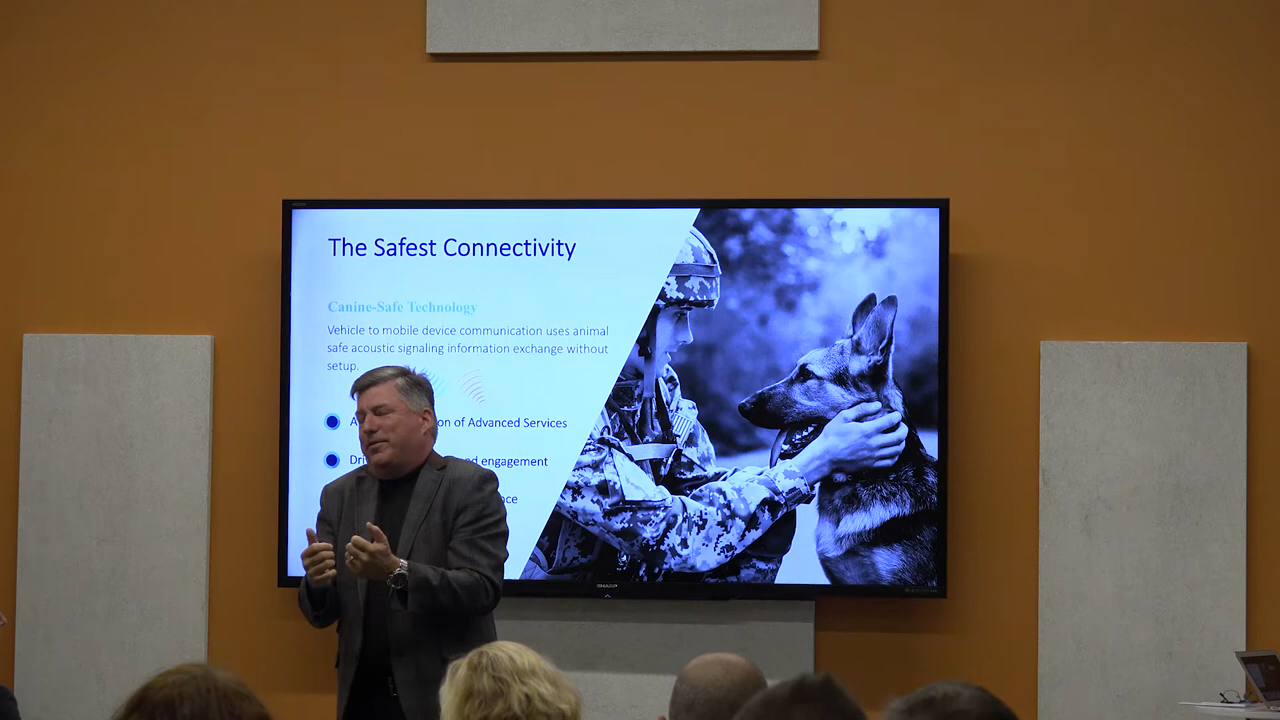 The Safest Connectivity
Canine-Safe Technology
Vehicle to mobile device communication uses animal
safe acoustic signaling information exchange without
setup.
on of Advanced Services
engagement
SHARP